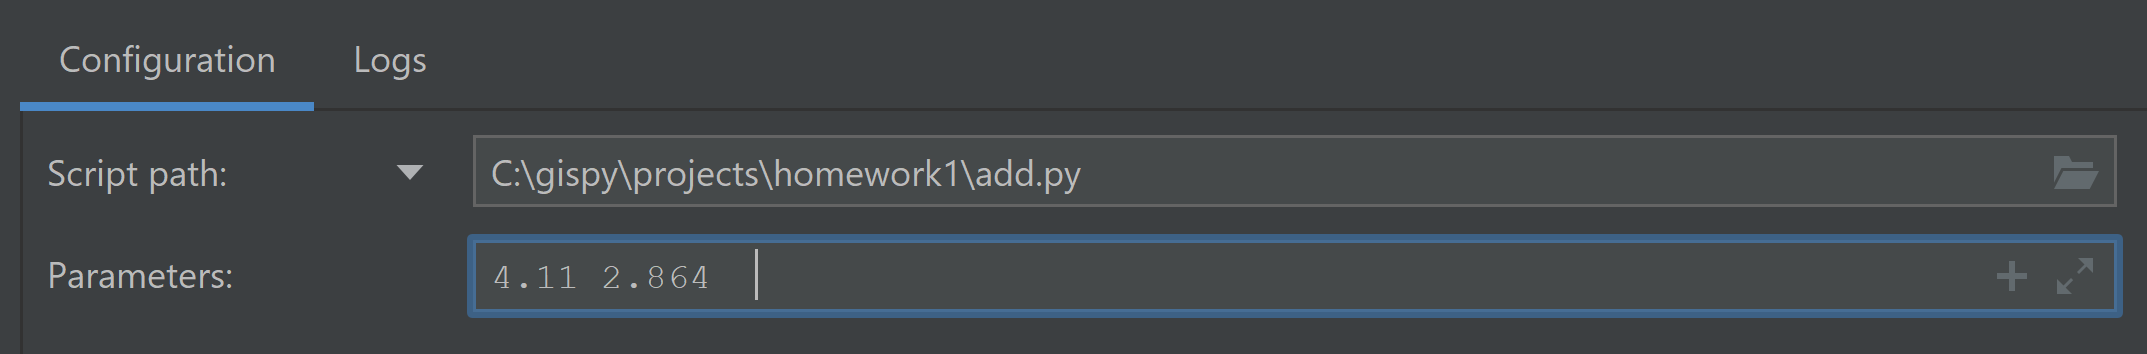 Configuration Logs
Script path: C:\gispy\projects\homework1\add.py
Parameters: 4.11 2.864